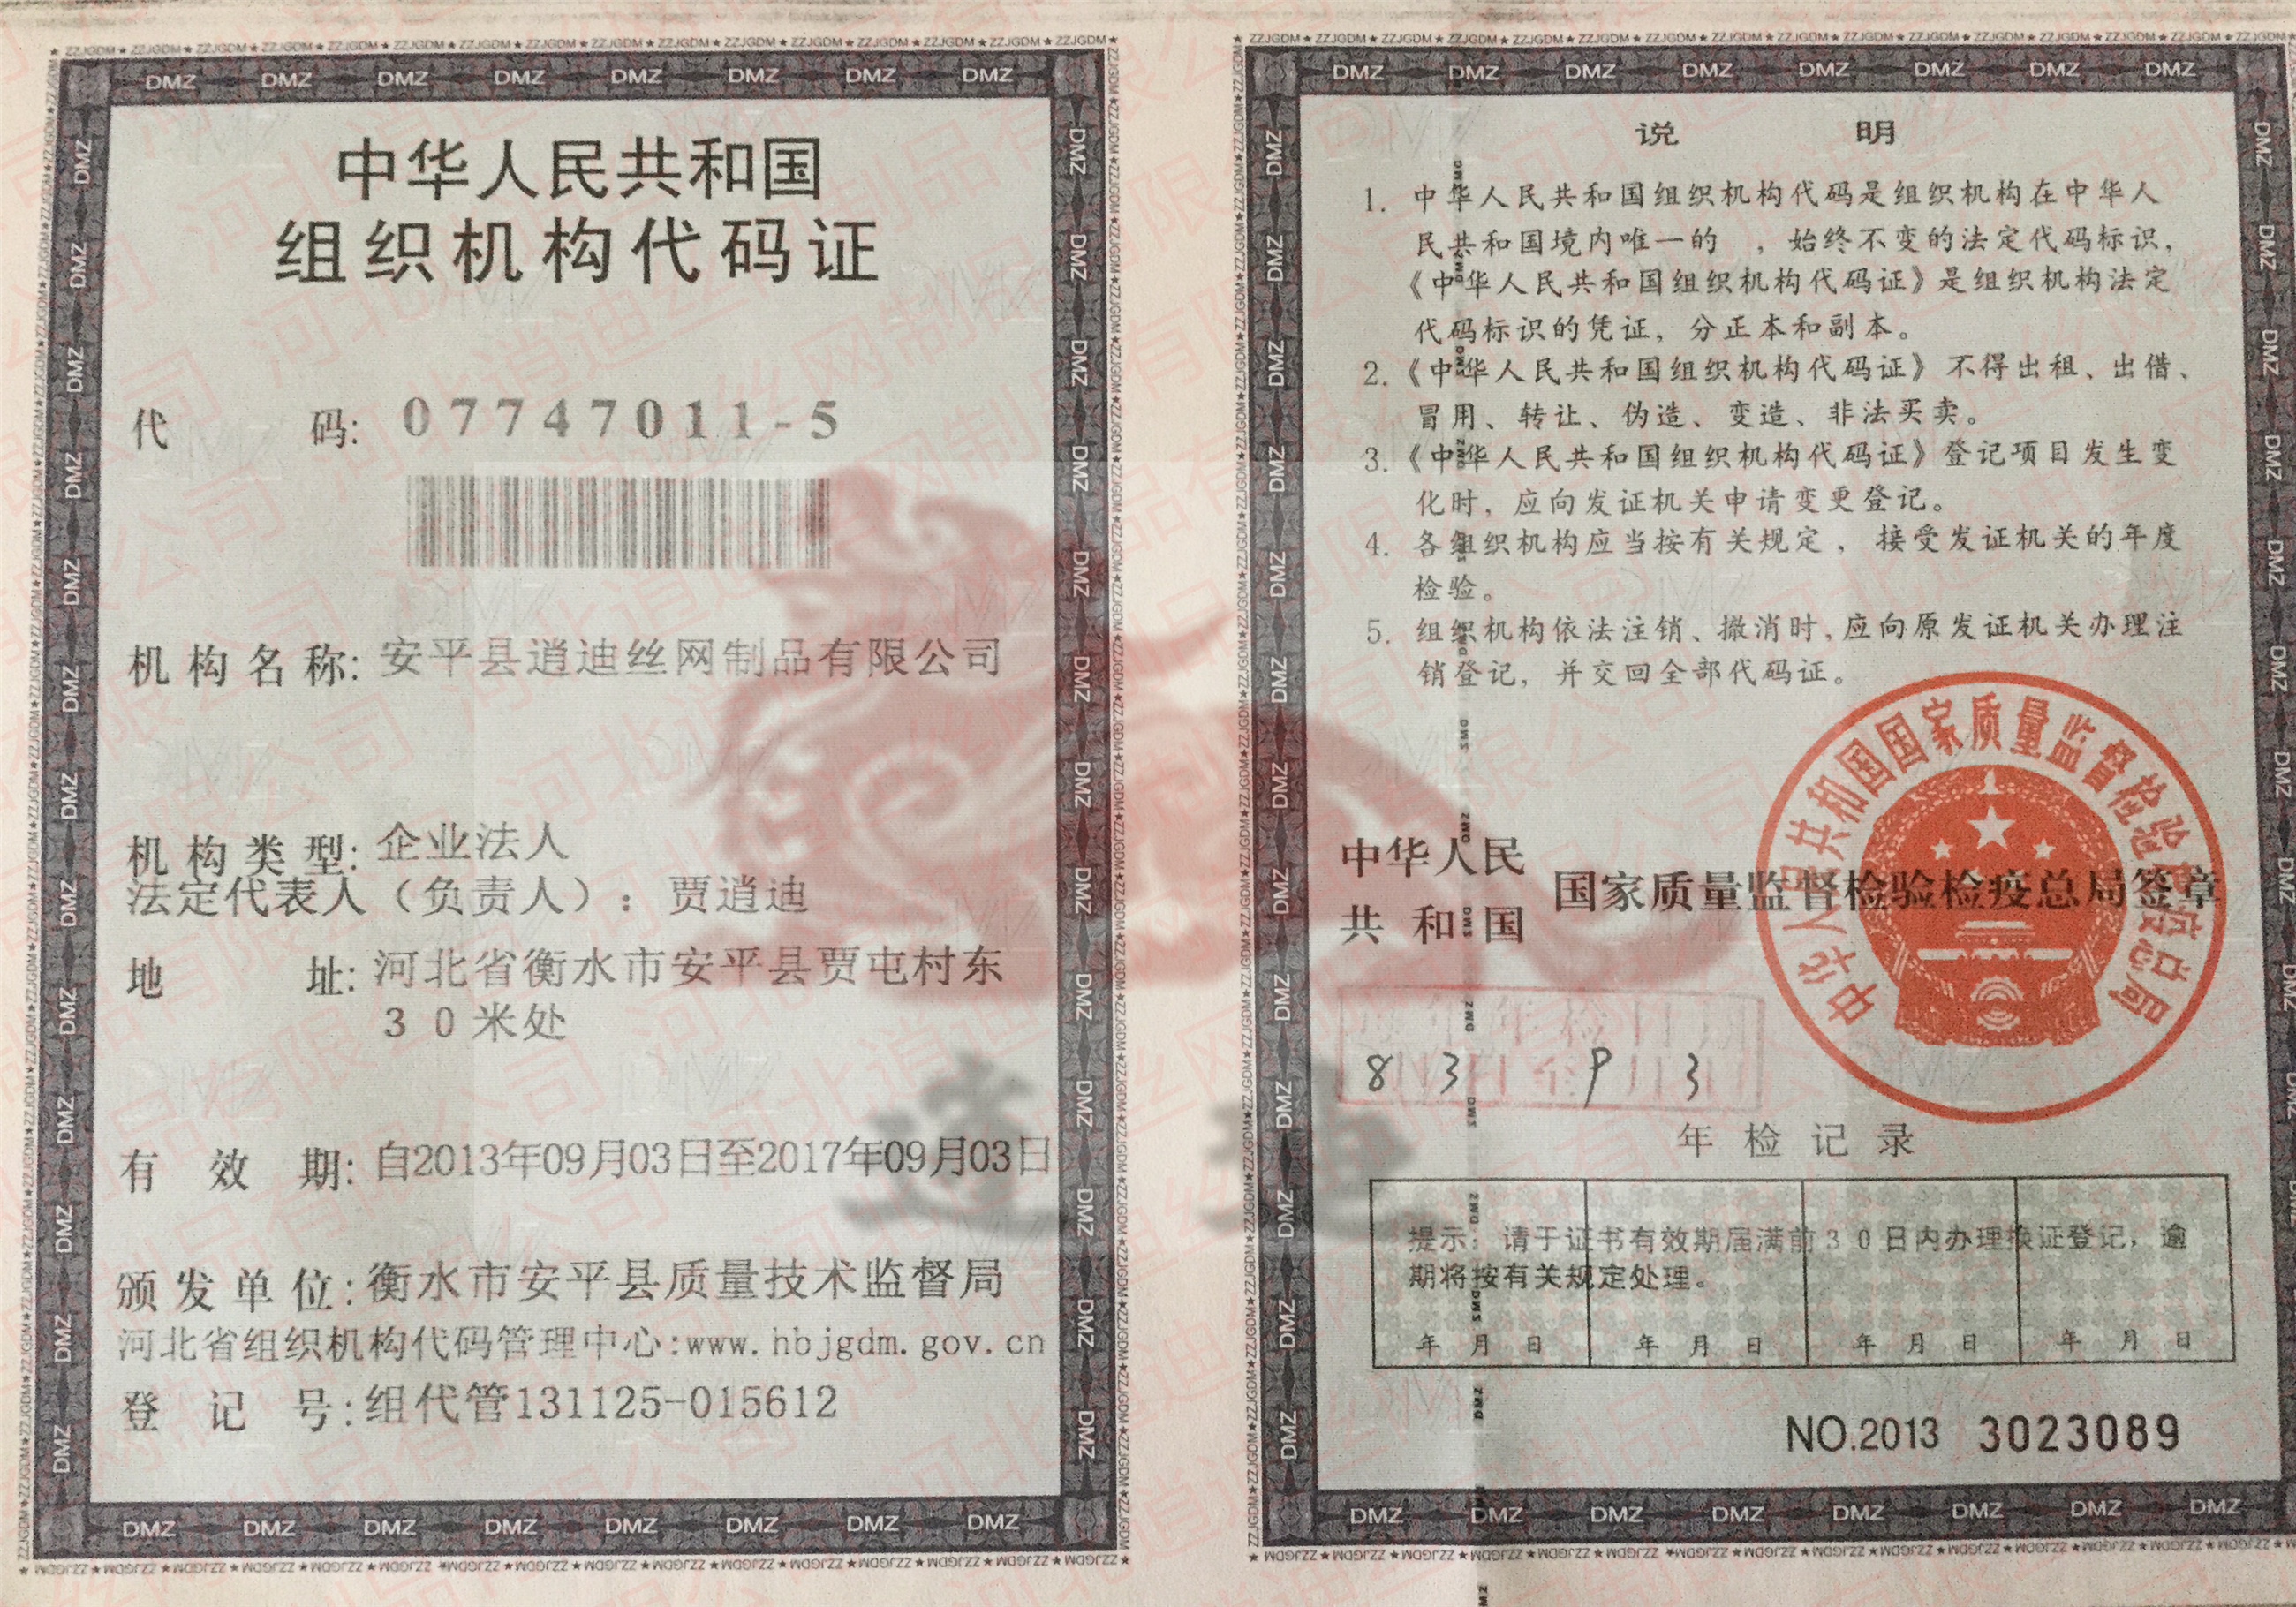 中华人民共和国
组织机构代码证
代 码: 07747011-5
机构名称: 安平县逍迪丝网制品有限公司
机构类型: 企业法人
法定代表人（负责人）: 贾逍迪
地 址: 河北省衡水市安平县贾屯村东
30米处
有 效 期: 自2013年09月03日至2017年09月03日
颁发单位: 衡水市安平县质量技术监督局
河北省组织机构代码管理中心:www.hbjgdm.gov.cn
登 记 号: 组代管131125-015612
说 明
1. 中华人民共和国组织机构代码是组织机构在中华人
民共和国境内唯一的 ，始终不变的法定代码标识，
《中华人民共和国组织机构代码证》是组织机构法定
代码标识的凭证，分正本和副本。
2.《中华人民共和国组织机构代码证》不得出租、出借、
冒用、转让、伪造、变造、非法买卖。
3.《中华人民共和国组织机构代码证》登记项目发生变
化时，应向发证机关申请变更登记。
4. 各组织机构应当按有关规定，接受发证机关的年度
检验。
5. 组织机构依法注销、撤消时，应向原发证机关办理注
销登记，并交回全部代码证。
中华人民
共和国 国家质量监督检验检疫总局签章
中华人民共和国国家质量监督检验检疫总局
每年年检日期
8月3日至9月3日
年检记录
提示：请于证书有效期届满前30日内办理换证登记，逾
期将按有关规定处理。
年 月 日 年 月 日 年 月 日 年 月 日
NO.2013 3023089
DMZ
ZZJGDM